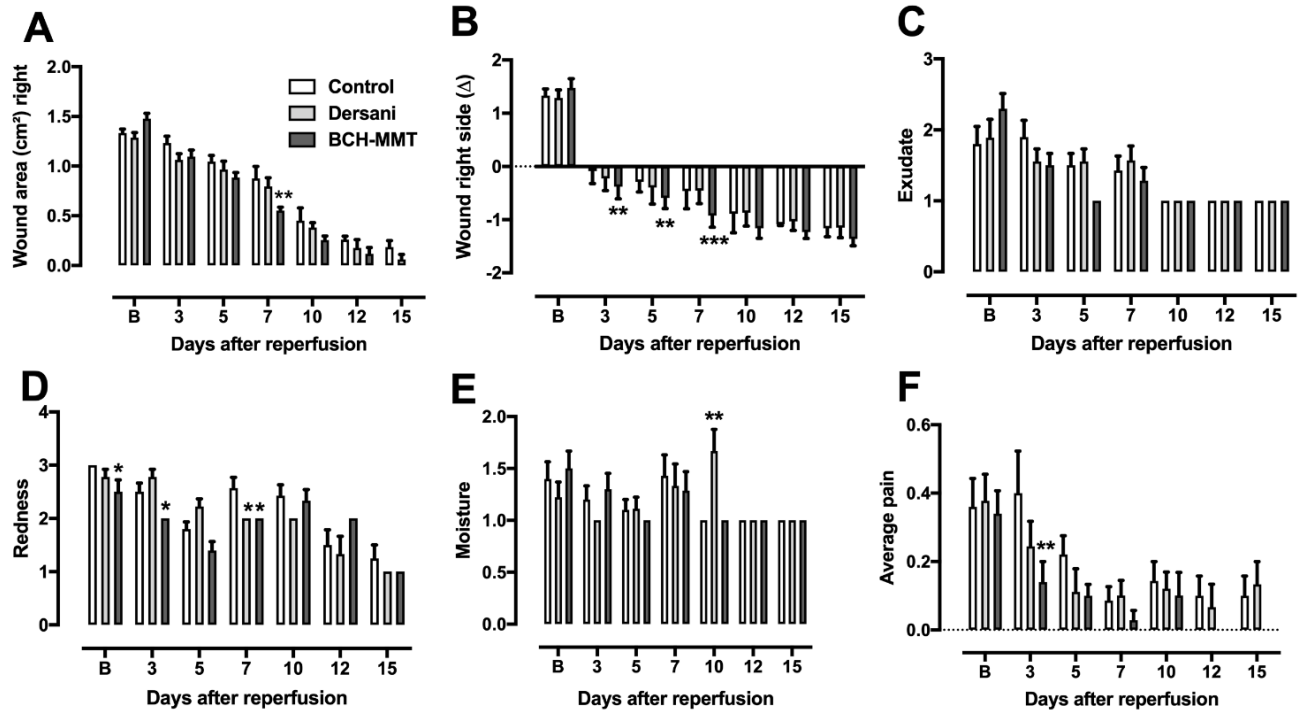 A
Wound area (cm²) right
2.0
1.5
1.0
0.5
0.0
Control
Dersani
BCH-MMT
**
B 3 5 7 10 12 15
Days after reperfusion
B
Wound right side (Δ)
2
1
0
-1
-2
** ** ***
B 3 5 7 10 12 15
Days after reperfusion
C
Exudate
3
2
1
0
B 3 5 7 10 12 15
Days after reperfusion
D
Redness
4
3
2
1
0
* * **
B 3 5 7 10 12 15
Days after reperfusion
E
Moisture
2.0
1.5
1.0
0.5
0.0
**
B 3 5 7 10 12 15
Days after reperfusion
F
Average pain
0.6
0.4
0.2
0.0
**
B 3 5 7 10 12 15
Days after reperfusion